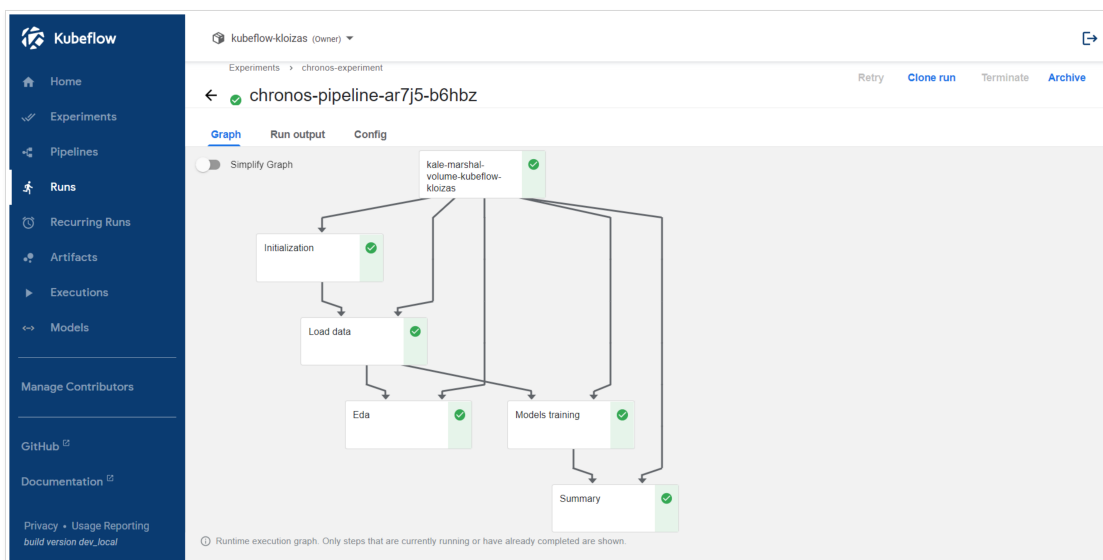 Kubeflow
kubeflow-kloizas (Owner)
Home
Experiments
Pipelines
Runs
Recurring Runs
Artifacts
Executions
Models
Manage Contributors
GitHub
Documentation
Privacy • Usage Reporting
build version dev_local
Experiments > chronos-experiment
chronos-pipeline-ar7j5-b6hbz
Retry Clone run Terminate Archive
Graph Run output Config
Simplify Graph
kale-marshal-
volume-kubeflow-
kloizas
Initialization
Load data
Eda
Models training
Summary
Runtime execution graph. Only steps that are currently running or have already completed are shown.